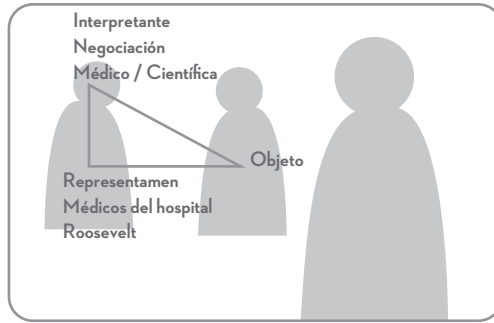 Interpretante
Negociación
Médico / Científica
Objeto
Representamen
Médicos del hospital
Roosevelt